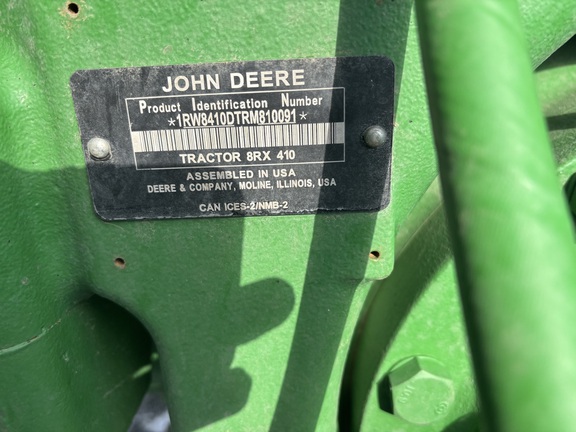 JOHN DEERE
Product Identification Number
*1RW8410DTRM810091*
TRACTOR 8RX 410
ASSEMBLED IN USA
DEERE & COMPANY, MOLINE, ILLINOIS, USA
CAN ICES-2/NMB-2